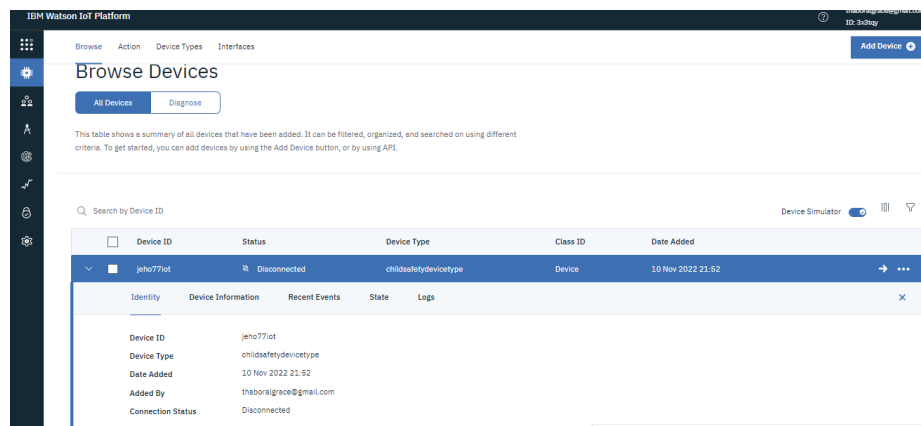 IBM Watson IoT Platform
thaboralgrace@gmail.com
ID: 3x3tqy
Browse Action Device Types Interfaces
Add Device
Browse Devices
All Devices Diagnose
This table shows a summary of all devices that have been added. It can be filtered, organized, and searched on using different
criteria. To get started, you can add devices by using the Add Device button, or by using API.
Search by Device ID
Device Simulator
Device ID Status Device Type Class ID Date Added
jeho77iot Disconnected childsafetydevicetype Device 10 Nov 2022 21:52
Identity Device Information Recent Events State Logs
Device ID jeho77iot
Device Type childsafetydevicetype
Date Added 10 Nov 2022 21:52
Added By thaboralgrace@gmail.com
Connection Status Disconnected